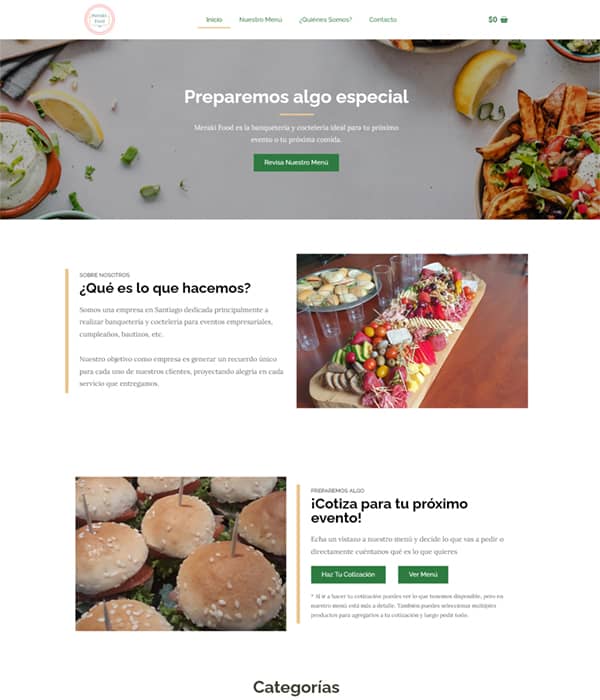 Meraki
Food
Inicio
Nuestro Menú
¿Quiénes Somos?
Contacto
$0
Preparemos algo especial
Meraki Food es la banquetería y coctelería ideal para tu próximo
evento o tu próxima comida.
Revisa Nuestro Menú
SOBRE NOSOTROS
¿Qué es lo que hacemos?
Somos una empresa en Santiago dedicada principalmente a
realizar banquetería y coctelería para eventos empresariales,
cumpleaños, bautizos, etc.
Nuestro objetivo como empresa es generar un recuerdo único
para cada uno de nuestros clientes, proyectando alegría en cada
servicio que entregamos.
PREPAREMOS ALGO
¡Cotiza para tu próximo
evento!
Echa un vistazo a nuestro menú y decide lo que vas a pedir o
directamente cuéntanos qué es lo que quieres
Haz Tu Cotización
Ver Menú
* Si ir a hacer tu cotización puedes ver lo que tenemos disponible, pero en
nuestro menú está más a detalle. También puedes seleccionar múltiples
productos para agregarlos a tu cotización y luego pedir todo.
Categorías